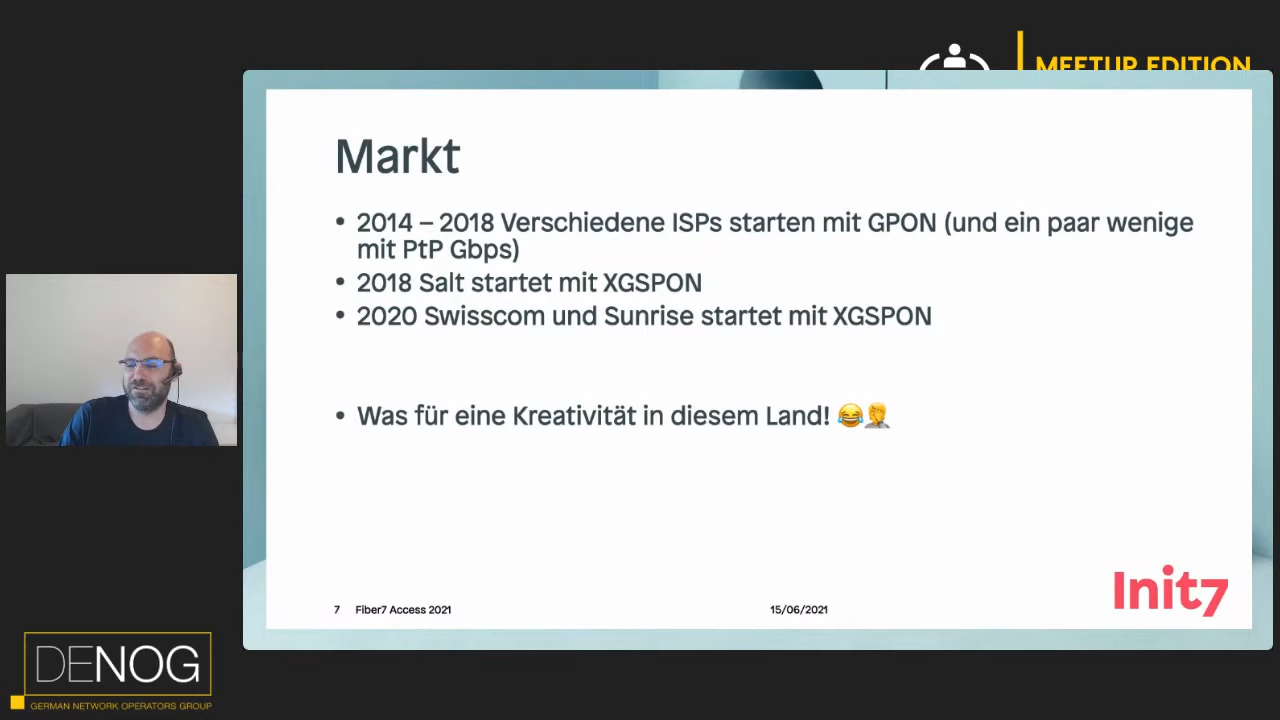 MEETUP EDITION
Markt
• 2014 – 2018 Verschiedene ISPs starten mit GPON (und ein paar wenige
mit PtP Gbps)
• 2018 Salt startet mit XGSPON
• 2020 Swisscom und Sunrise startet mit XGSPON
• Was für eine Kreativität in diesem Land! 😂🤦
7 Fiber7 Access 2021 15/06/2021
Init7
DENOG
GERMAN NETWORK OPERATORS GROUP